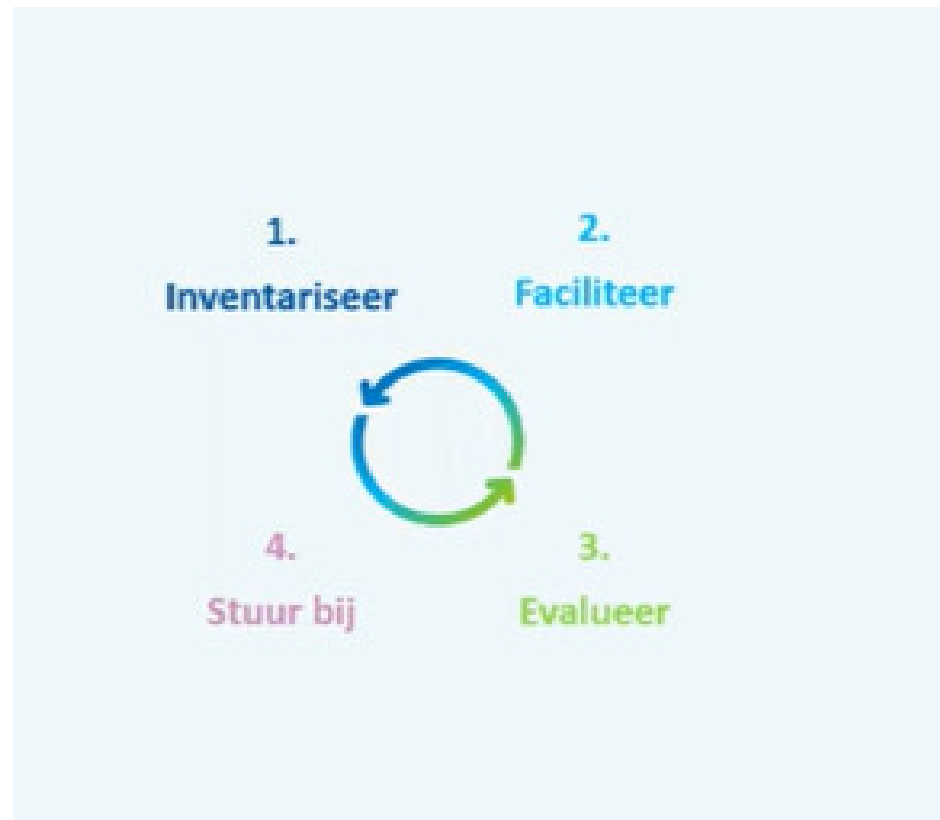 1.
Inventariseer
2.
Faciliteer
3.
Evalueer
4.
Stuur bij